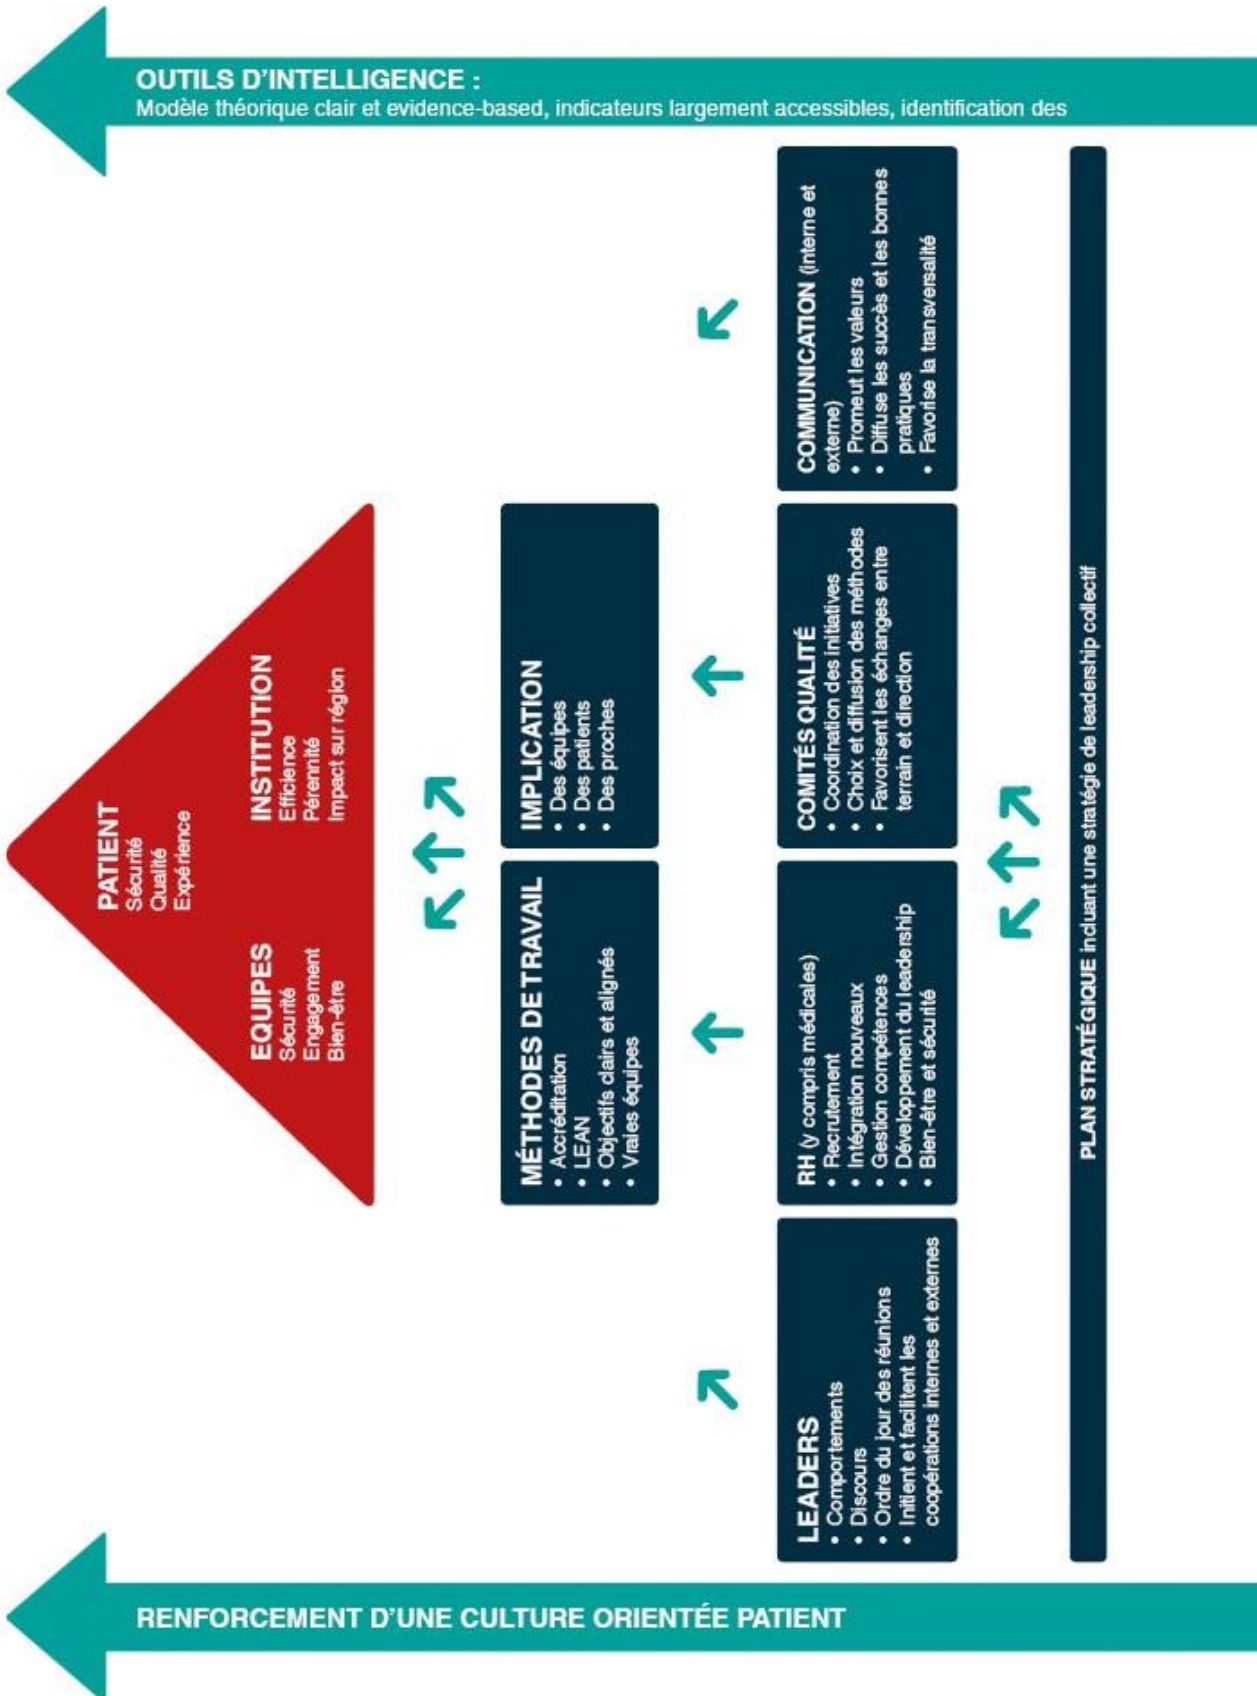 RENFORCEMENT D'UNE CULTURE ORIENTÉE PATIENT
PATIENT
Sécurité
Qualité
Expérience
EQUIPES
Sécurité
Engagement
Bien-être
INSTITUTION
Efficience
Pérennité
Impact sur région
MÉTHODES DE TRAVAIL
• Accréditation
• LEAN
• Objectifs clairs et alignés
• Vraies équipes
IMPLICATION
• Des équipes
• Des patients
• Des proches
LEADERS
• Comportements
• Discours
• Ordre du jour des réunions
• Initient et facilitent les
coopérations internes et externes
RH (y compris médicales)
• Recrutement
• Intégration nouveaux
• Gestion compétences
• Développement du leadership
• Bien-être et sécurité
COMITÉS QUALITÉ
• Coordination des initiatives
• Choix et diffusion des méthodes
• Favorisent les échanges entre
terrain et direction
COMMUNICATION (interne et
externe)
• Promeut les valeurs
• Diffuse les succès et les bonnes
pratiques
• Favorise la transversalité
PLAN STRATÉGIQUE incluant une stratégie de leadership collectif
OUTILS D'INTELLIGENCE :
Modèle théorique clair et evidence-based, indicateurs largement accessibles, identification des